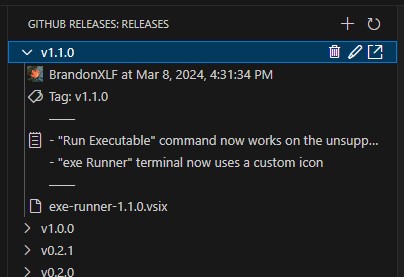 GITHUB RELEASES: RELEASES
v1.1.0
BrandonXLF at Mar 8, 2024, 4:31:34 PM
Tag: v1.1.0
- "Run Executable" command now works on the unsupp...
- "exe Runner" terminal now uses a custom icon
exe-runner-1.1.0.vsix
v1.0.0
v0.2.1
v0.2.0